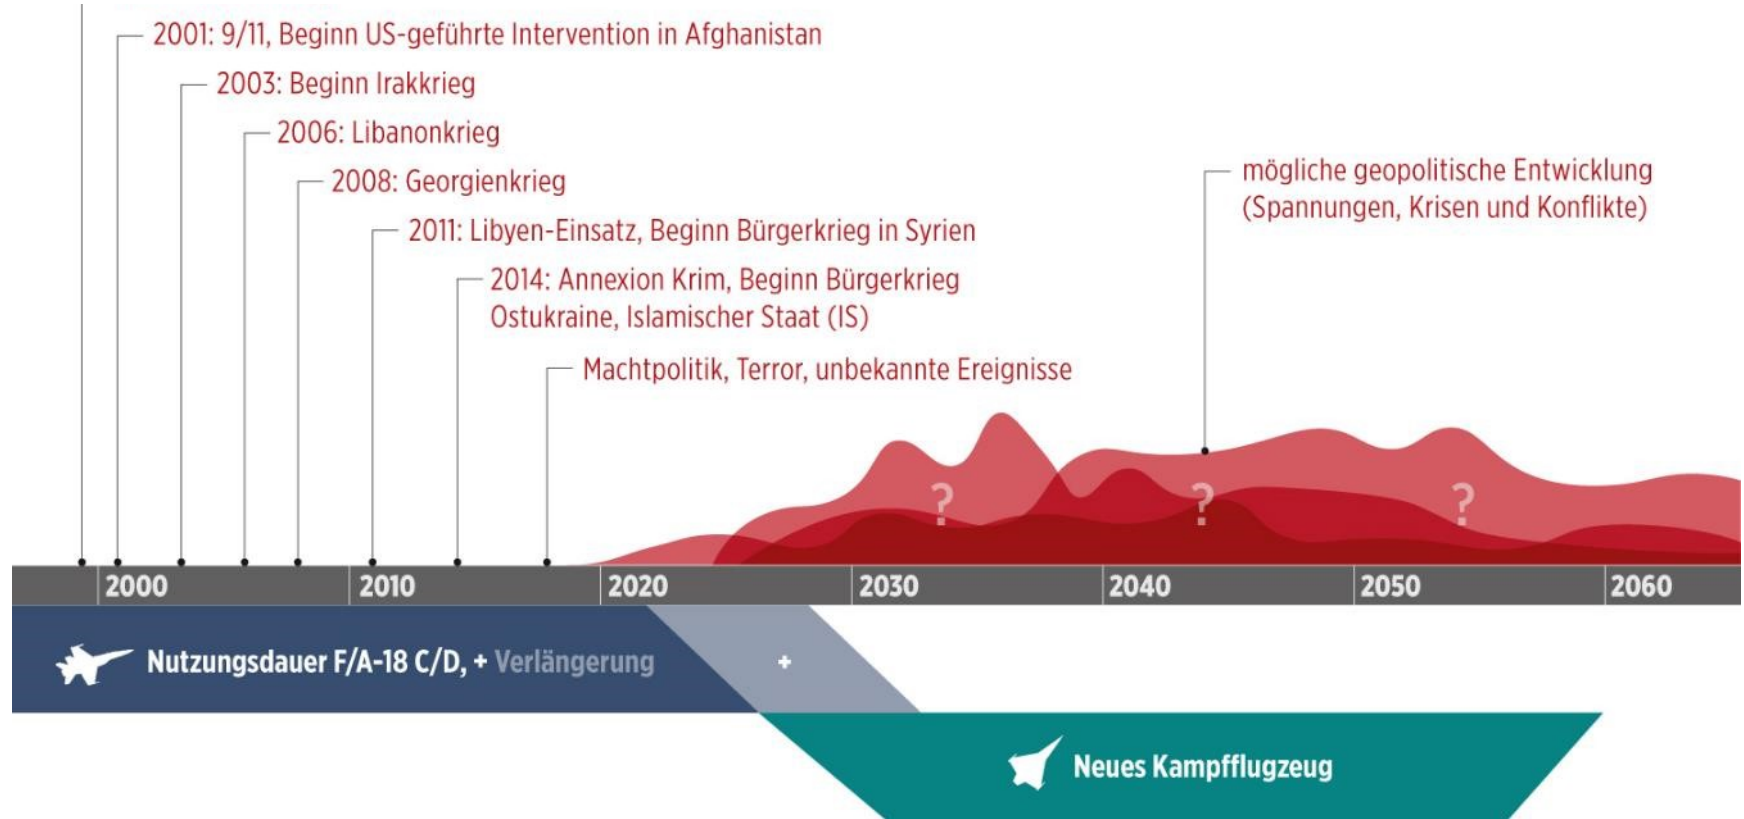 2001: 9/11, Beginn US-geführte Intervention in Afghanistan
2003: Beginn Irakkrieg
2006: Libanonkrieg
2008: Georgienkrieg
2011: Libyen-Einsatz, Beginn Bürgerkrieg in Syrien
2014: Annexion Krim, Beginn Bürgerkrieg
Ostukraine, Islamischer Staat (IS)
Machtpolitik, Terror, unbekannte Ereignisse
mögliche geopolitische Entwicklung
(Spannungen, Krisen und Konflikte)
? ? ?
2000 2010 2020 2030 2040 2050 2060
Nutzungsdauer F/A-18 C/D, + Verlängerung +
Neues Kampfflugzeug